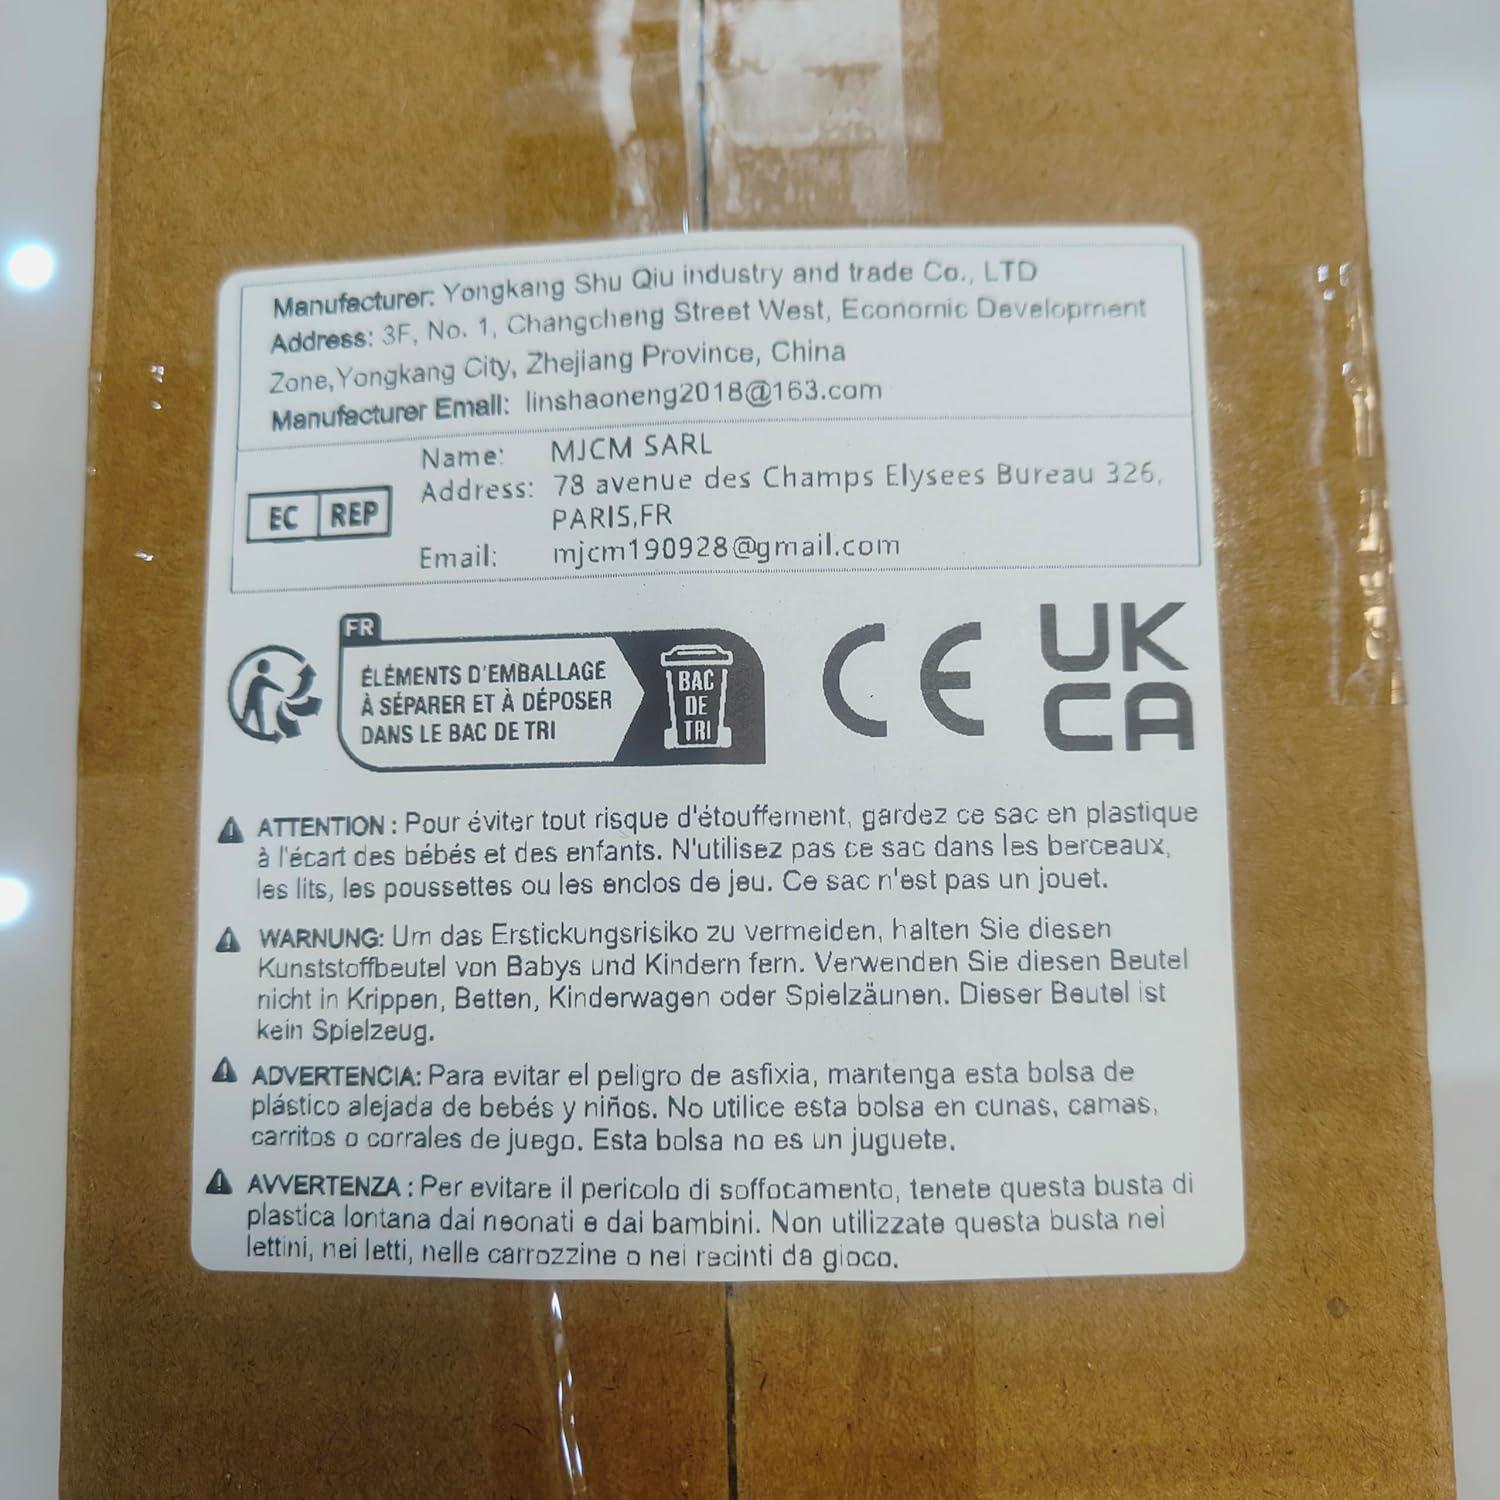 Manufacturer: Yongkang Shu Qiu industry and trade Co., LTD
Address: 3F, No. 1, Changcheng Street West, Economic Development
Zone,Yongkang City, Zhejiang Province, China
Manufacturer Email: linshaoneng2018@163.com
EC REP
Name: MJCM SARL
Address: 78 avenue des Champs Elysees Bureau 326,
PARIS,FR
Email: mjcm190928@gmail.com
FR
ÉLÉMENTS D'EMBALLAGE
À SÉPARER ET À DÉPOSER
DANS LE BAC DE TRI
BAC
DE
TRI
CE
UK
CA
ATTENTION : Pour éviter tout risque d'étouffement, gardez ce sac en plastique
à l'écart des bébés et des enfants. N'utilisez pas ce sac dans les berceaux,
les lits, les poussettes ou les enclos de jeu. Ce sac n'est pas un jouet.
WARNUNG: Um das Erstickungsrisiko zu vermeiden, halten Sie diesen
Kunststoffbeutel von Babys und Kindern fern. Verwenden Sie diesen Beutel
nicht in Krippen, Betten, Kinderwagen oder Spielzäunen. Dieser Beutel ist
kein Spielzeug.
ADVERTENCIA: Para evitar el peligro de asfixia, mantenga esta bolsa de
plástico alejada de bebés y niños. No utilice esta bolsa en cunas, camas,
carritos o corrales de juego. Esta bolsa no es un juguete.
AVVERTENZA : Per evitare il pericolo di soffocamento, tenete questa busta di
plastica lontana dai neonati e dai bambini. Non utilizzate questa busta nei
lettini, nei letti, nelle carrozzine o nei recinti da gioco.